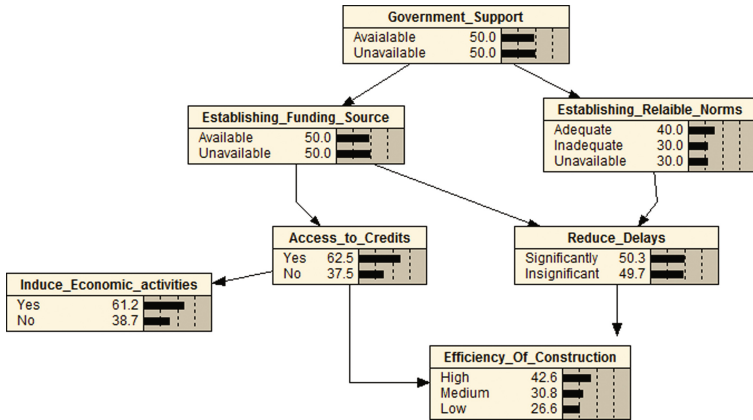 Government_Support
Avaialable 50.0
Unavailable 50.0
Establishing_Funding_Source
Available 50.0
Unavailable 50.0
Establishing_Relaible_Norms
Adequate 40.0
Inadequate 30.0
Unavailable 30.0
Access_to_Credits
Yes 62.5
No 37.5
Reduce_Delays
Significantly 50.3
Insignificant 49.7
Induce_Economic_activities
Yes 61.2
No 38.7
Efficiency_Of_Construction
High 42.6
Medium 30.8
Low 26.6